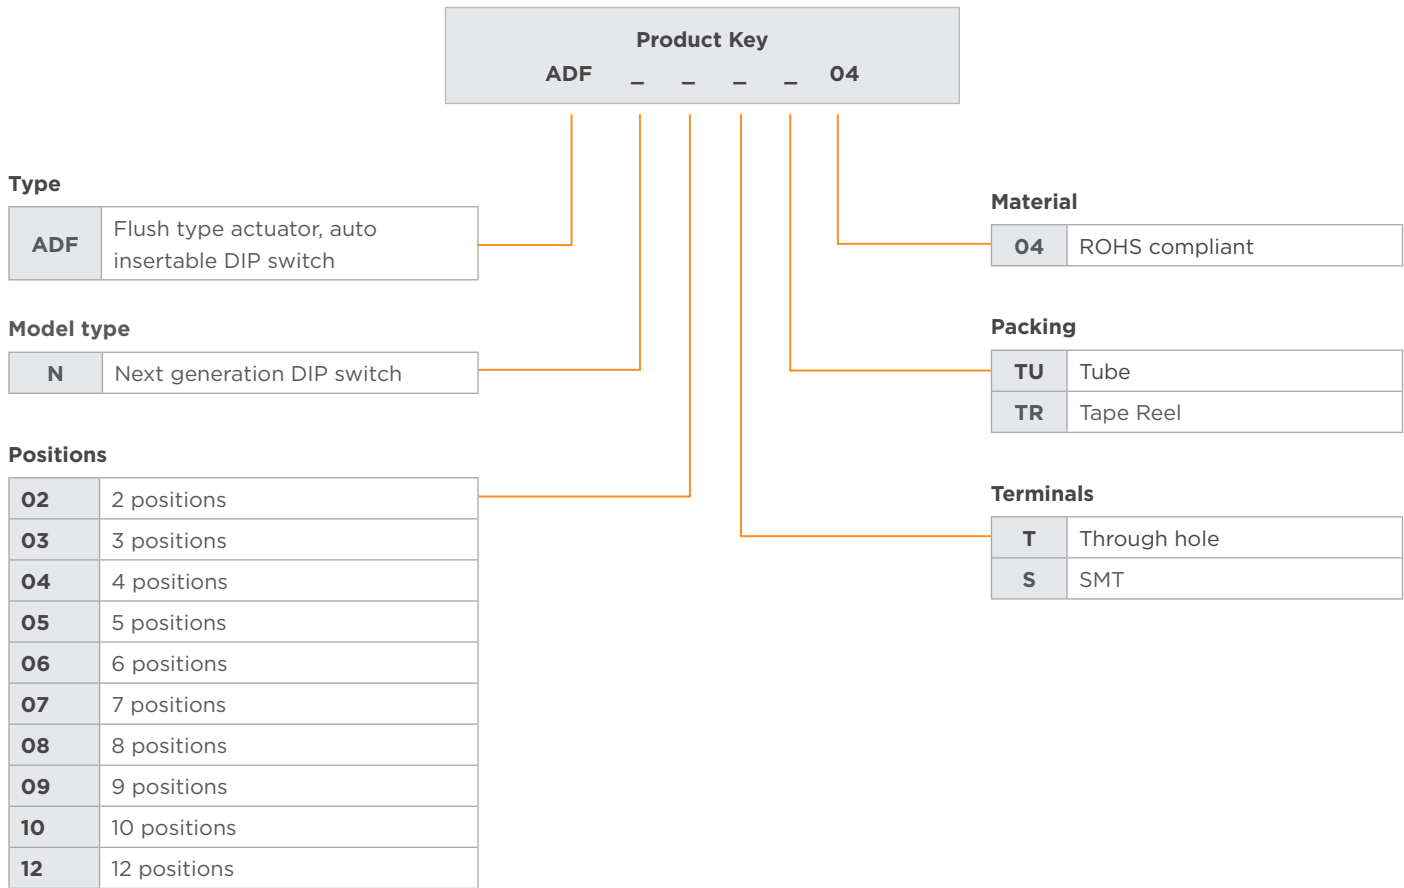 Product Key
ADF _ _ _ _ 04
Type
ADF Flush type actuator, auto
insertable DIP switch
Model type
N Next generation DIP switch
Positions
02 2 positions
03 3 positions
04 4 positions
05 5 positions
06 6 positions
07 7 positions
08 8 positions
09 9 positions
10 10 positions
12 12 positions
Material
04 ROHS compliant
Packing
TU Tube
TR Tape Reel
Terminals
T Through hole
S SMT